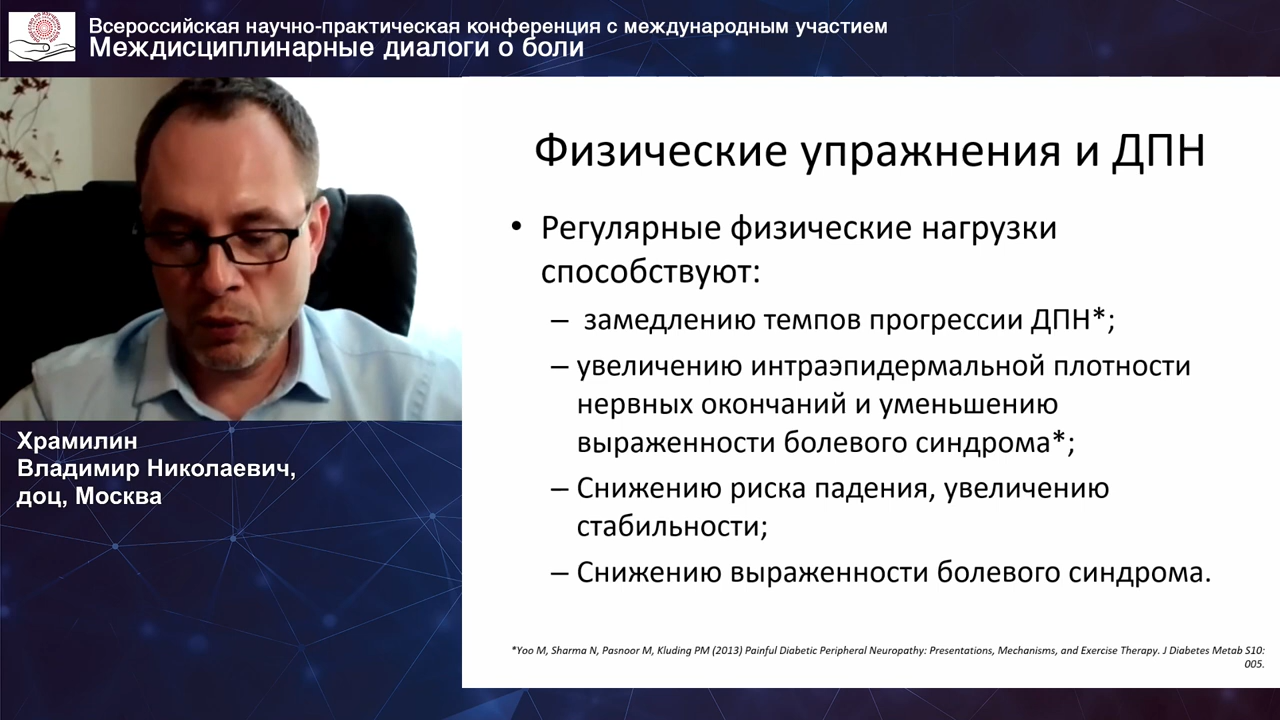 Всероссийская научно-практическая конференция с международным участием
Междисциплинарные диалоги о боли
Физические упражнения и ДПН
• Регулярные физические нагрузки
способствуют:
– замедлению темпов прогрессии ДПН*;
– увеличению интраэпидермальной плотности
нервных окончаний и уменьшению
выраженности болевого синдрома*;
– Снижению риска падения, увеличению
стабильности;
– Снижению выраженности болевого синдрома.
*Yoo M, Sharma N, Pasnoor M, Kluding PM (2013) Painful Diabetic Peripheral Neuropathy: Presentations, Mechanisms, and Exercise Therapy. J Diabetes Metab S10:
005.
Храмилин
Владимир Николаевич,
доц, Москва